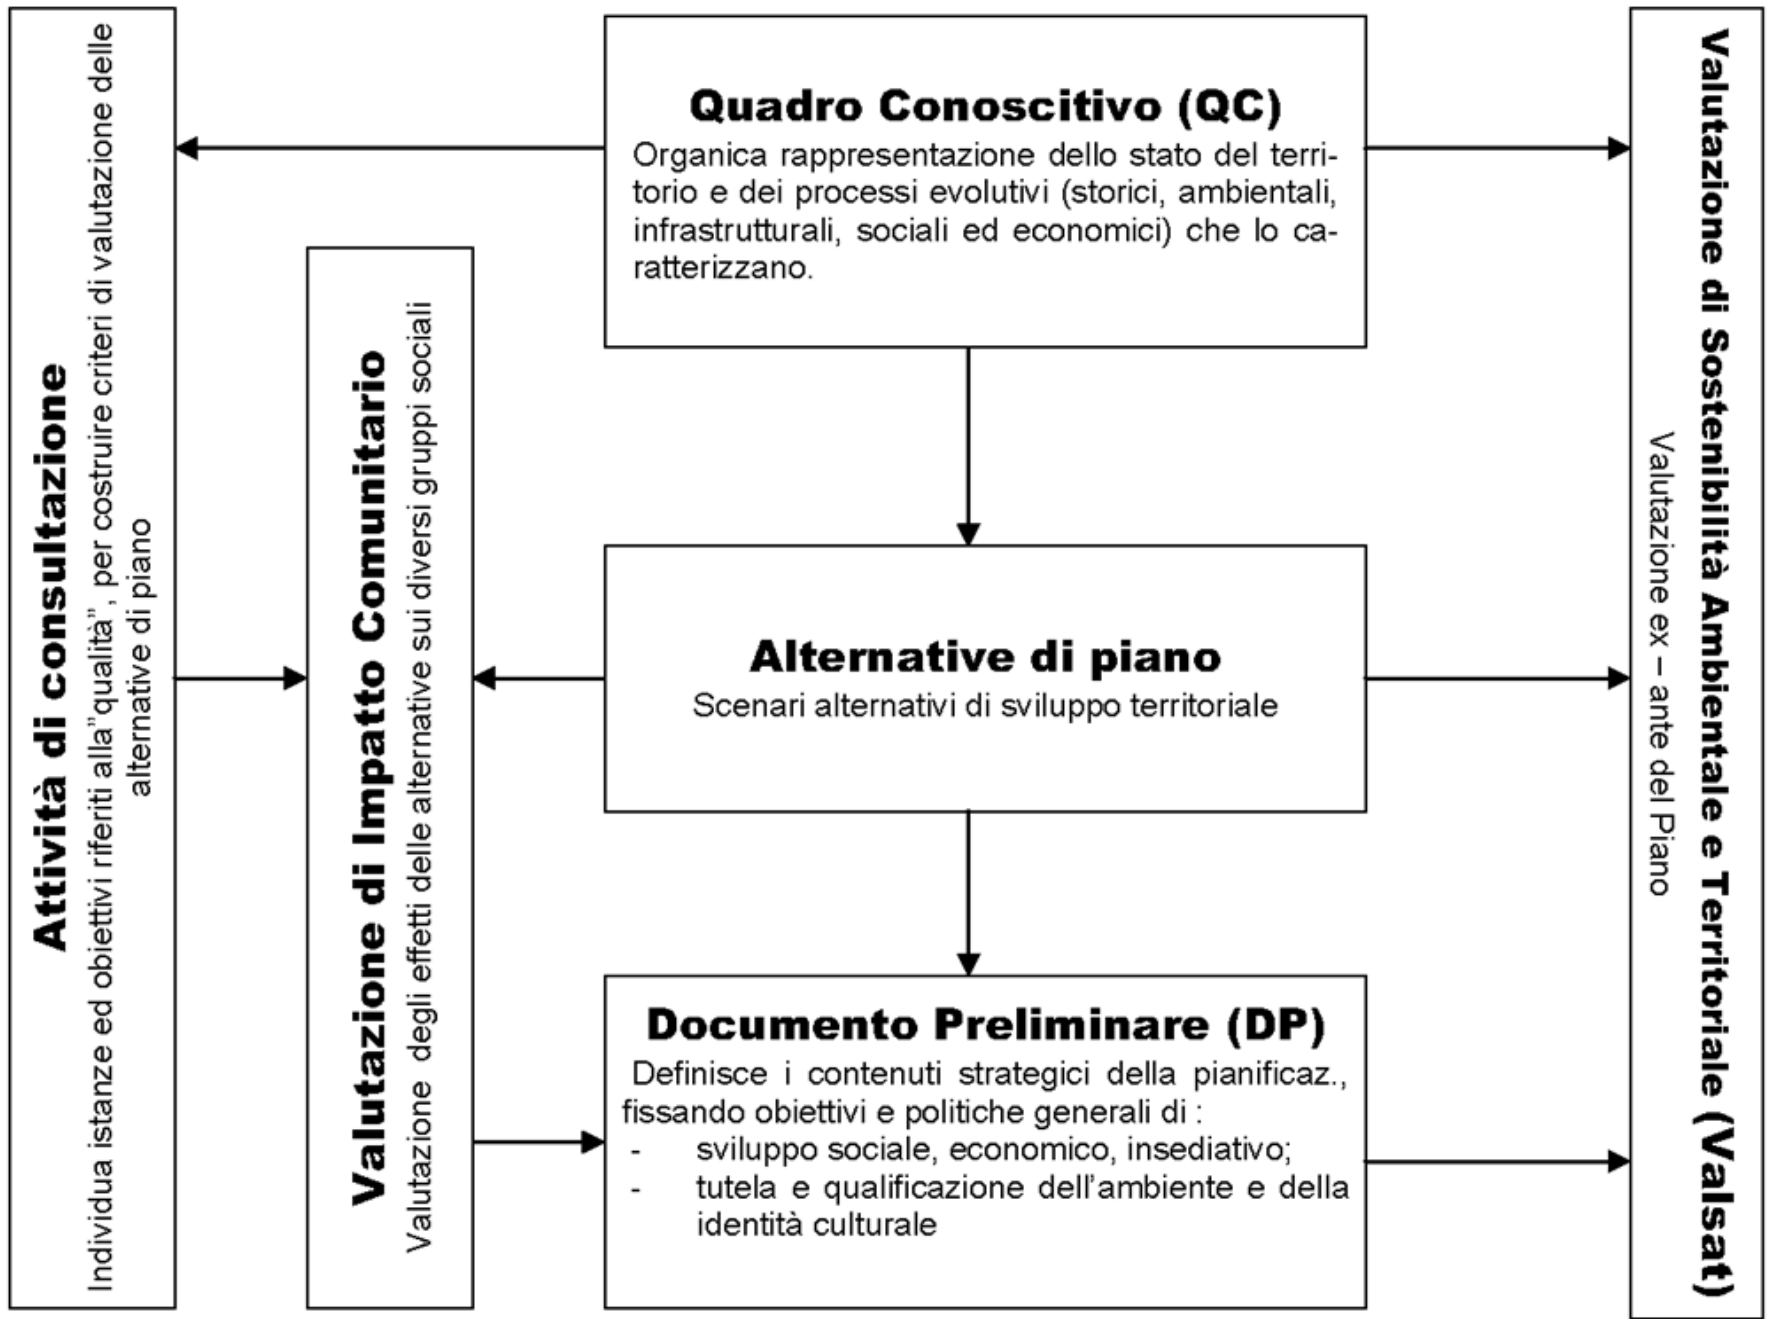 Attività di consultazione
Individua istanze ed obiettivi riferiti alla"qualità”, per costruire criteri di valutazione delle
alternative di piano
Valutazione di Impatto Comunitario
Valutazione degli effetti delle alternative sui diversi gruppi sociali
Quadro Conoscitivo (QC)
Organica rappresentazione dello stato del terri-
torio e dei processi evolutivi (storici, ambientali,
infrastrutturali, sociali ed economici) che lo ca-
ratterizzano.
Alternative di piano
Scenari alternativi di sviluppo territoriale
Documento Preliminare (DP)
Definisce i contenuti strategici della pianificaz.,
fissando obiettivi e politiche generali di :
- sviluppo sociale, economico, insediativo;
- tutela e qualificazione dell’ambiente e della
identità culturale
Valutazione di Sostenibilità Ambientale e Territoriale (Valsat)
Valutazione ex – ante del Piano